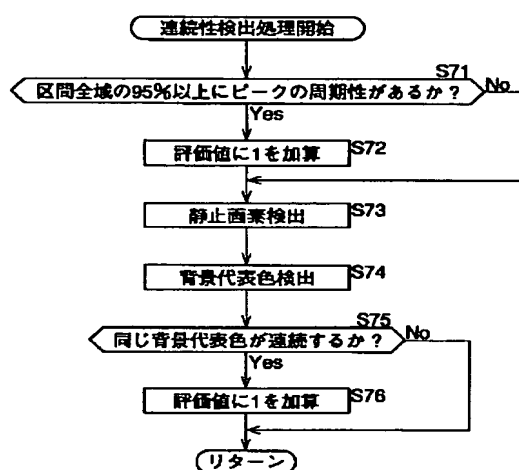 連続性検出処理開始
S71
区間全域の95%以上にピークの周期性があるか?
No
Yes
評価値に1を加算
S72
静止画素検出
S73
背景代表色検出
S74
S75
同じ背景代表色が連続するか?
No
Yes
評価値に1を加算
S76
リターン